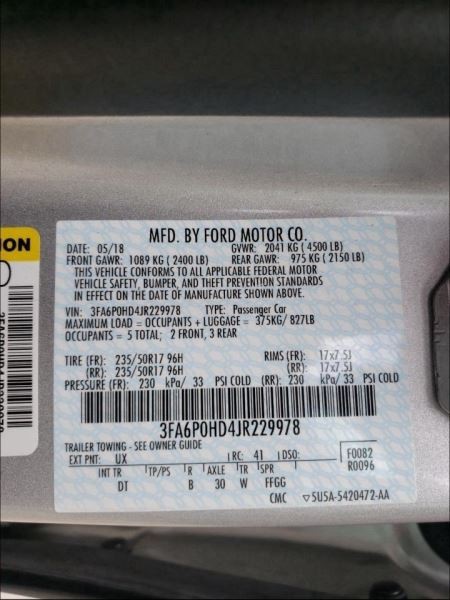 ION
MFD. BY FORD MOTOR CO.
DATE: 05/18 GVWR: 2041 KG ( 4500 LB)
FRONT GAWR: 1089 KG ( 2400 LB) REAR GAWR: 975 KG ( 2150 LB)
THIS VEHICLE CONFORMS TO ALL APPLICABLE FEDERAL MOTOR
VEHICLE SAFETY, BUMPER, AND THEFT PREVENTION STANDARDS
IN EFFECT ON THE DATE OF MANUFACTURE SHOWN ABOVE.
VIN: 3FA6P0HD4JR229978 TYPE: Passenger Car
MAXIMUM LOAD = OCCUPANTS + LUGGAGE = 375KG/827LB
OCCUPANTS = 5 TOTAL; 2 FRONT, 3 REAR
TIRE (FR): 235/50R17 96H RIMS (FR): 17x7.5J
(RR): 235/50R17 96H (RR): 17x7.5J
PRESSURE (FR): 230 kPa/ 33 PSI COLD (RR): 230 kPa/ 33 PSI COLD
3FA6P0HD4JR229978
TRAILER TOWING - SEE OWNER MANUAL
EXT PNT: UX RC: 41 DSO: F0082
INT TR TP/PS R AXLE TR SPR R0096
DT B 30 W FFGG
CMC ▽5U5A-5420472-AA